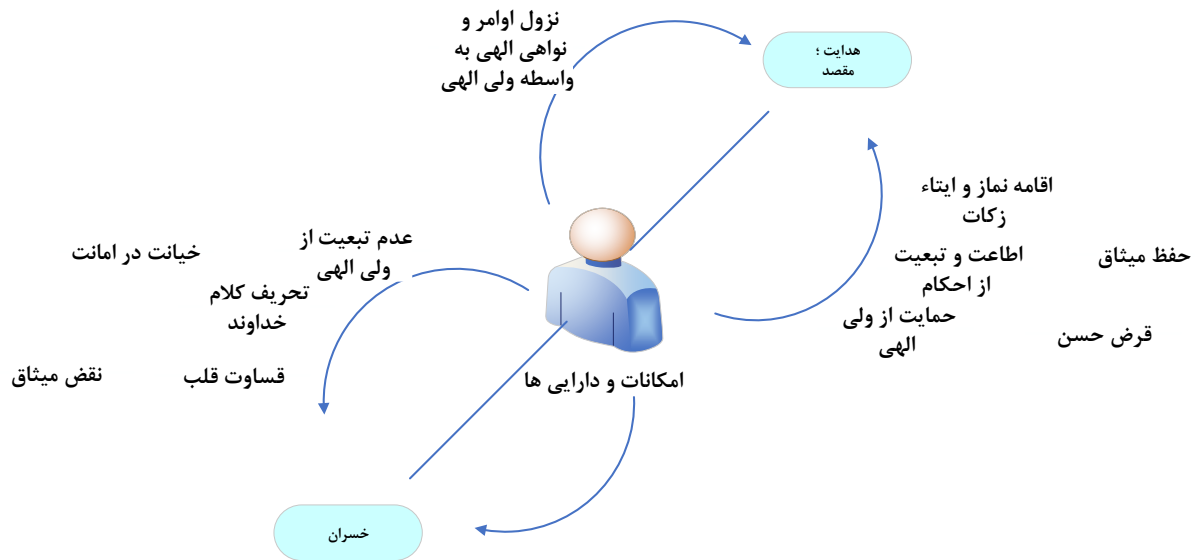 نزول اوامر و
نواهی الهی به
واسطه ولی الهی
هدایت ؛
مقصد
اقامه نماز و ایتاء
زکات
اطاعت و تبعیت
از احکام
حفظ میثاق
حمایت از ولی
الهی
قرض حسن
عدم تبعیت از
ولی الهی
خیانت در امانت
تحریف کلام
خداوند
قساوت قلب
نقض میثاق
امکانات و دارایی ها
خسران